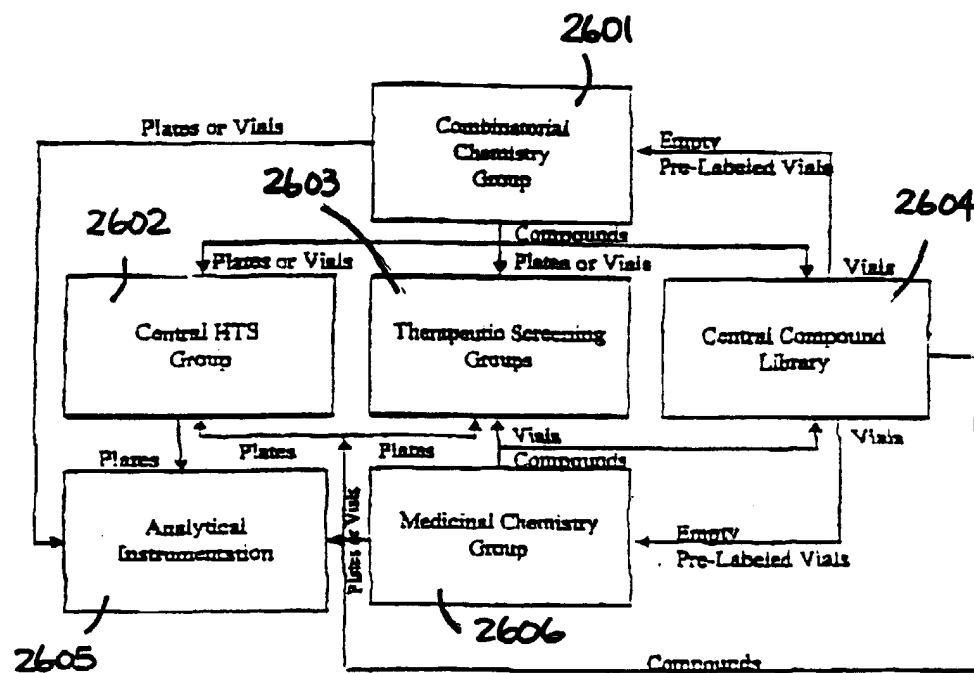 2601
Plates or Vials
Combinatorial
Chemistry
Group
Empty
Pre-Labeled Vials
2603
2602
2604
Compounds
Plates or Vials
Plates or Vials
Vials
Central HTS
Group
Therapeutic Screening
Groups
Central Compound
Library
Plates
Plates
Plates
Vials
Compounds
Vials
Analytical
Instrumentation
Plates or Vials
Medicinal Chemistry
Group
Empty
Pre-Labeled Vials
2605
2606
Compounds